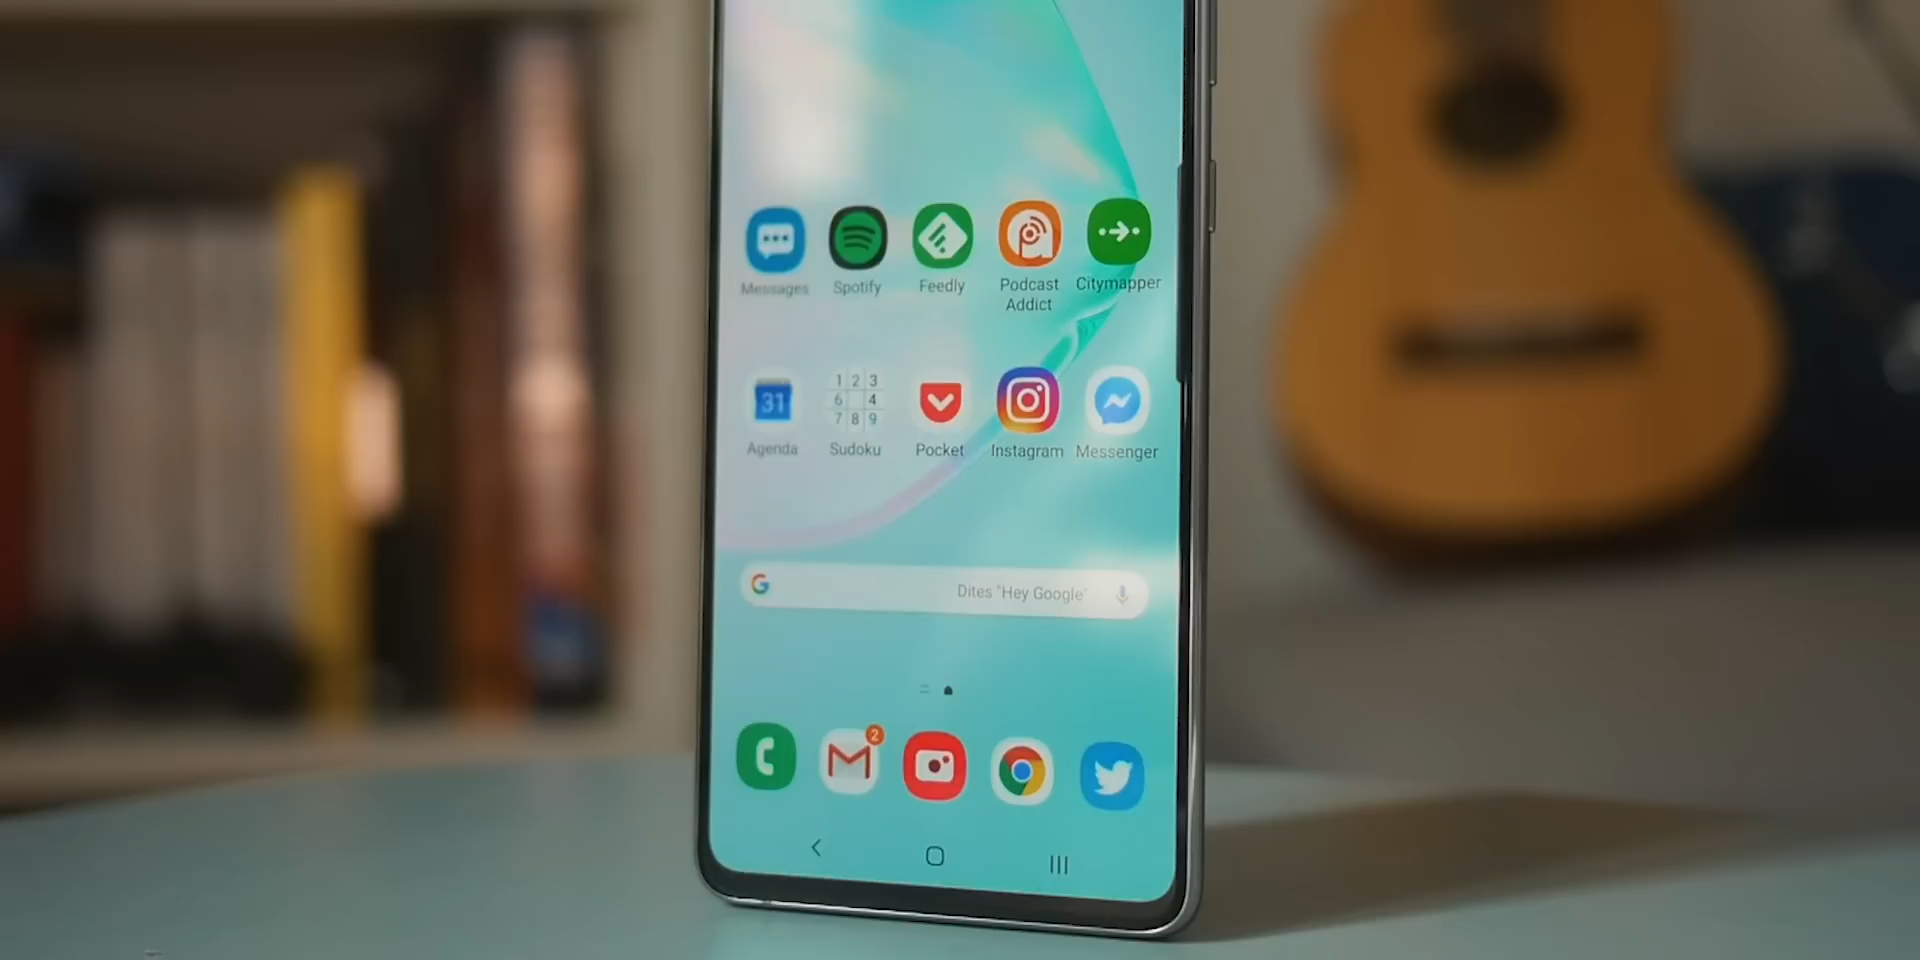 Messages Spotify Feedly Podcast Addict Citymapper
31
1 2 3
6 4
7 8 9
Agenda Sudoku Pocket Instagram Messenger
G Dites "Hey Google"
2